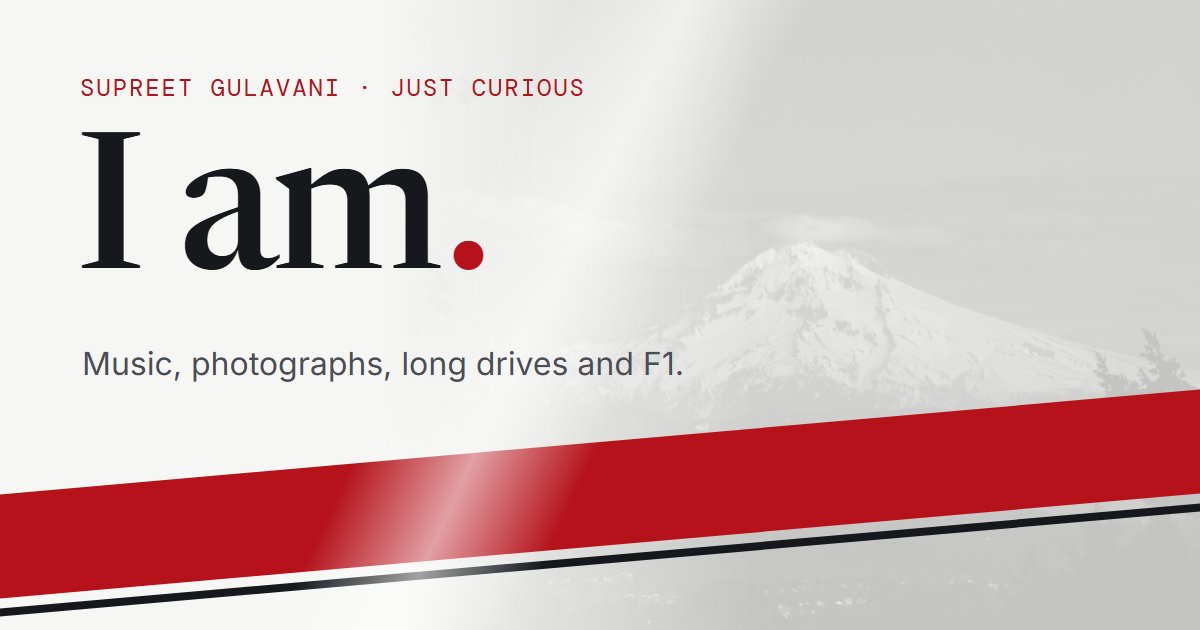 SUPREET GULAVANI · JUST CURIOUS
I am.
Music, photographs, long drives and F1.